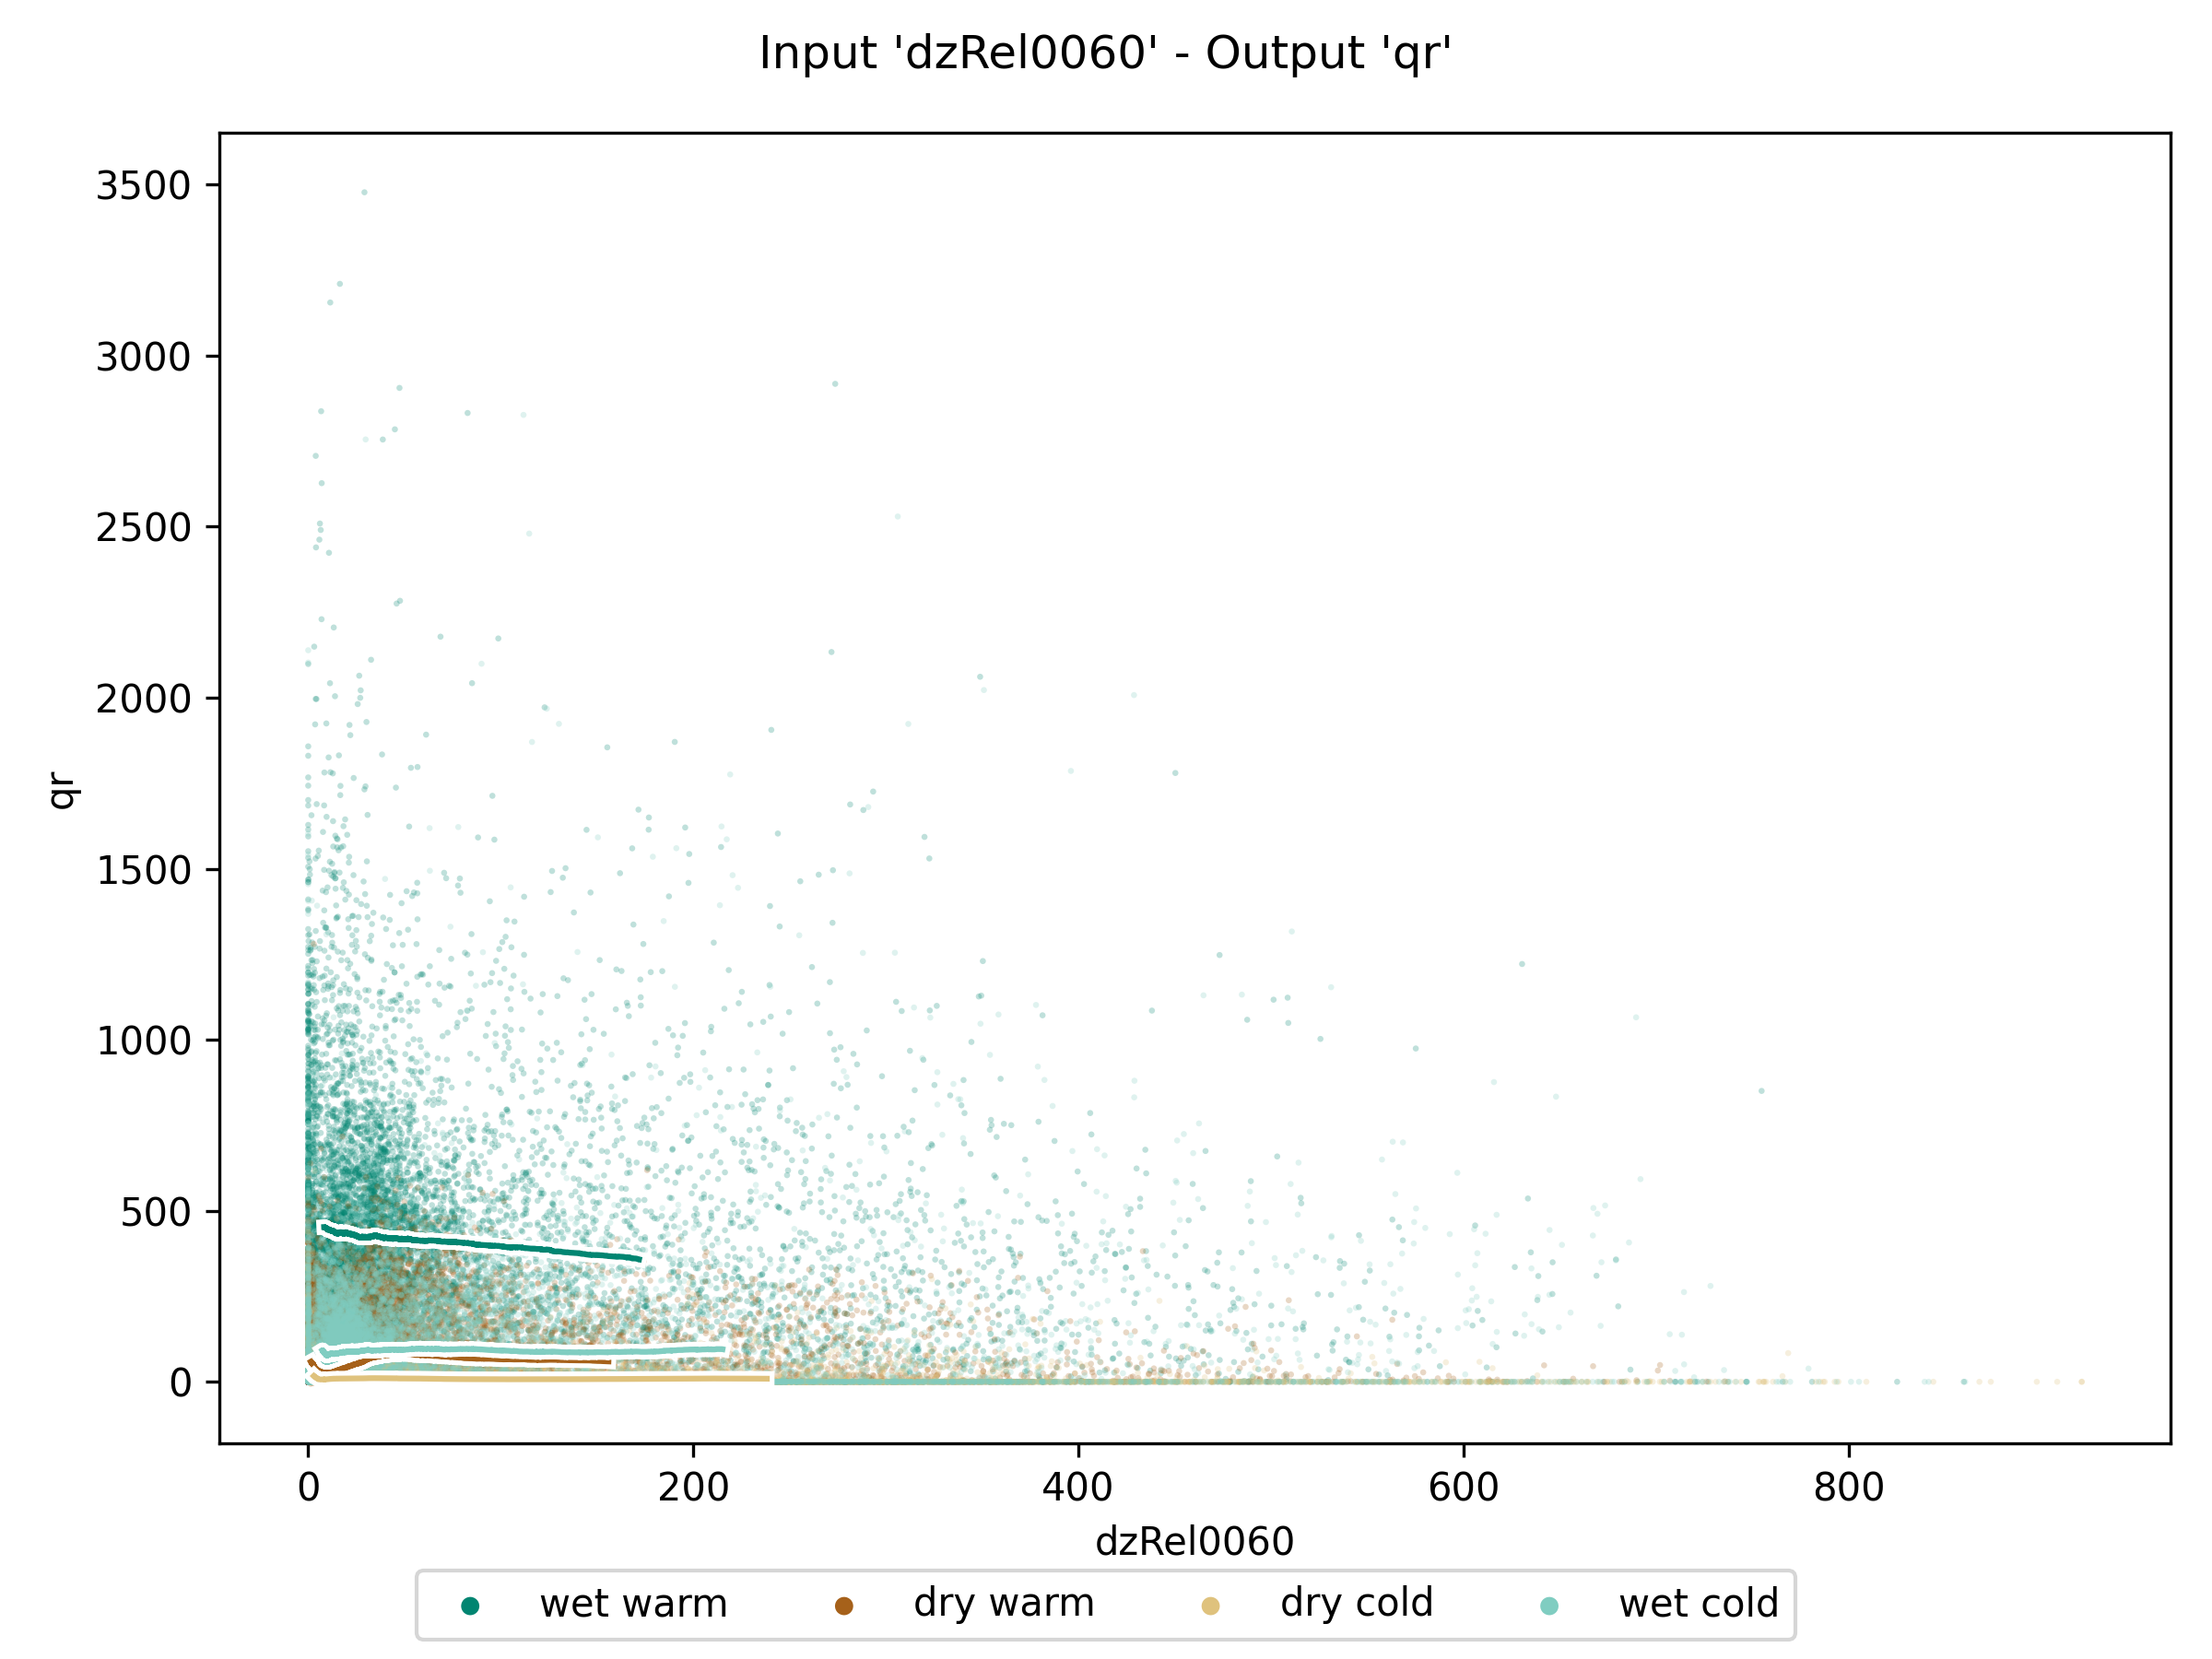 Input 'dzRel0060' - Output 'qr'
3500
3000
2500
2000
1500
1000
500
0
qr
0 200 400 600 800
dzRel0060
wet warm dry warm dry cold wet cold